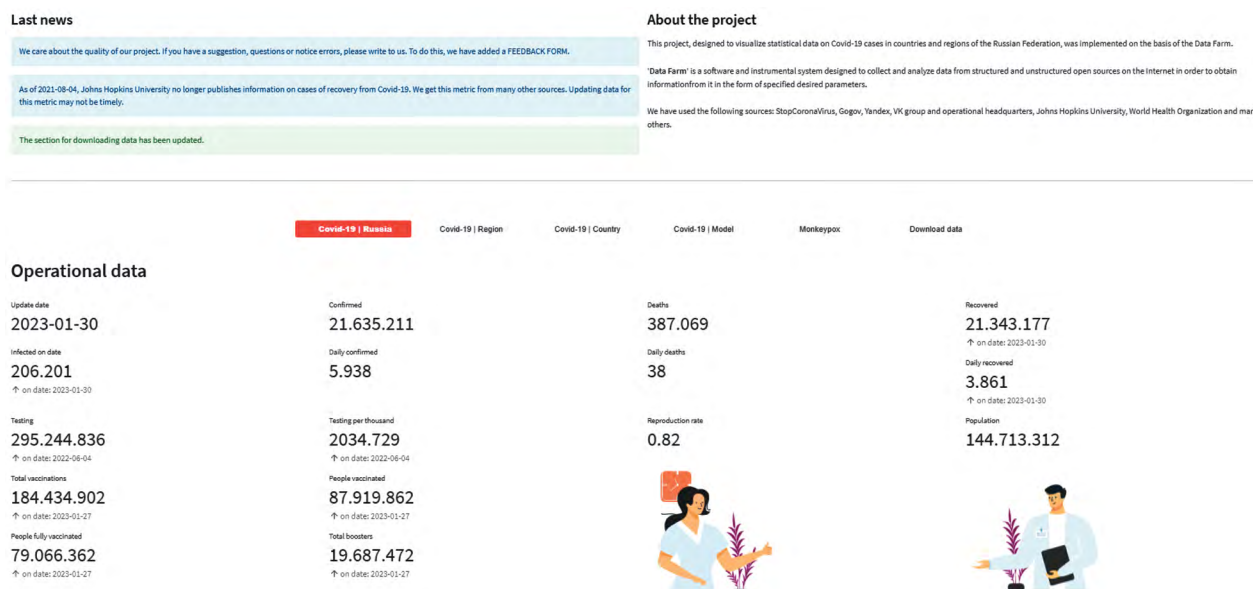 Last news
We care about the quality of our project. If you have a suggestion, questions or notice errors, please write to us. To do this, we have added a FEEDBACK FORM.
As of 2021-08-04, Johns Hopkins University no longer publishes information on cases of recovery from Covid-19. We get this metric from many other sources. Updating data for
this metric may not be timely.
The section for downloading data has been updated.
About the project
This project, designed to visualize statistical data on Covid-19 cases in countries and regions of the Russian Federation, was implemented on the basis of the Data Farm.
'Data Farm' is a software and instrumental system designed to collect and analyze data from structured and unstructured open sources on the Internet in order to obtain
informationfrom it in the form of specified desired parameters.
We have used the following sources: StopCoronaVirus, Gogov, Yandex, VK group and operational headquarters, Johns Hopkins University, World Health Organization and
others.
Covid-19 | Russia
Covid-19 | Region
Covid-19 | Country
Covid-19 | Model
Monkeypox
Download data
Operational data
Update date
2023-01-30
Confirmed
21.635.211
Deaths
387.069
Recovered
21.343.177
↑ on date: 2023-01-30
Infected on date
206.201
↑ on date: 2023-01-30
Daily confirmed
5.938
Daily deaths
38
Daily recovered
3.861
↑ on date: 2023-01-30
Testing
295.244.836
↑ on date: 2022-06-04
Testing per thousand
2034.729
↑ on date: 2022-06-04
Reproduction rate
0.82
Population
144.713.312
Total vaccinations
184.434.902
↑ on date: 2023-01-27
People vaccinated
87.919.862
↑ on date: 2023-01-27
People fully vaccinated
79.066.362
↑ on date: 2023-01-27
Total boosters
19.687.472
↑ on date: 2023-01-27